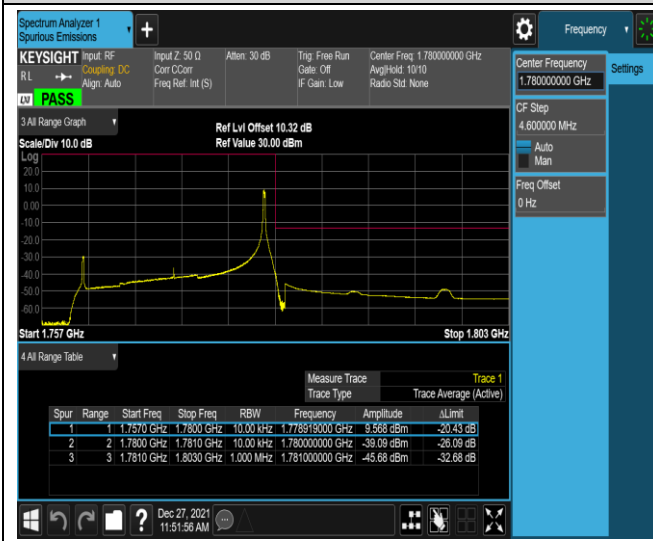 Spectrum Analyzer 1
Spurious Emissions
Frequency
KEYSIGHT
RL
Input: RF
Coupling: DC
Align: Auto
Input Z: 50 Ω
Corr CCorr
Freq Ref: Int (S)
Atten: 30 dB
Trig: Free Run
Gate: Off
IF Gain: Low
Center Freq: 1.780000000 GHz
Avg|Hold: 10/10
Radio Std: None
LXI PASS
Center Frequency
1.780000000 GHz
Settings
CF Step
4.600000 MHz
Auto
Man
Freq Offset
0 Hz
3 All Range Graph
Scale/Div 10.0 dB
Ref Lvl Offset 10.32 dB
Ref Value 30.00 dBm
Log
20.0
10.0
0.00
-10.0
-20.0
-30.0
-40.0
-50.0
-60.0
Start 1.757 GHz
Stop 1.803 GHz
4 All Range Table
Measure Trace Trace 1
Trace Type Trace Average (Active)
Spur Range Start Freq Stop Freq RBW Frequency Amplitude ΔLimit
1 1 1.7570 GHz 1.7800 GHz 10.00 kHz 1.778919000 GHz 9.568 dBm -20.43 dB
2 2 1.7800 GHz 1.7810 GHz 10.00 kHz 1.780000000 GHz -39.09 dBm -26.09 dB
3 3 1.7810 GHz 1.8030 GHz 1.000 MHz 1.781000000 GHz -45.68 dBm -32.68 dB
Dec 27, 2021
11:51:56 AM